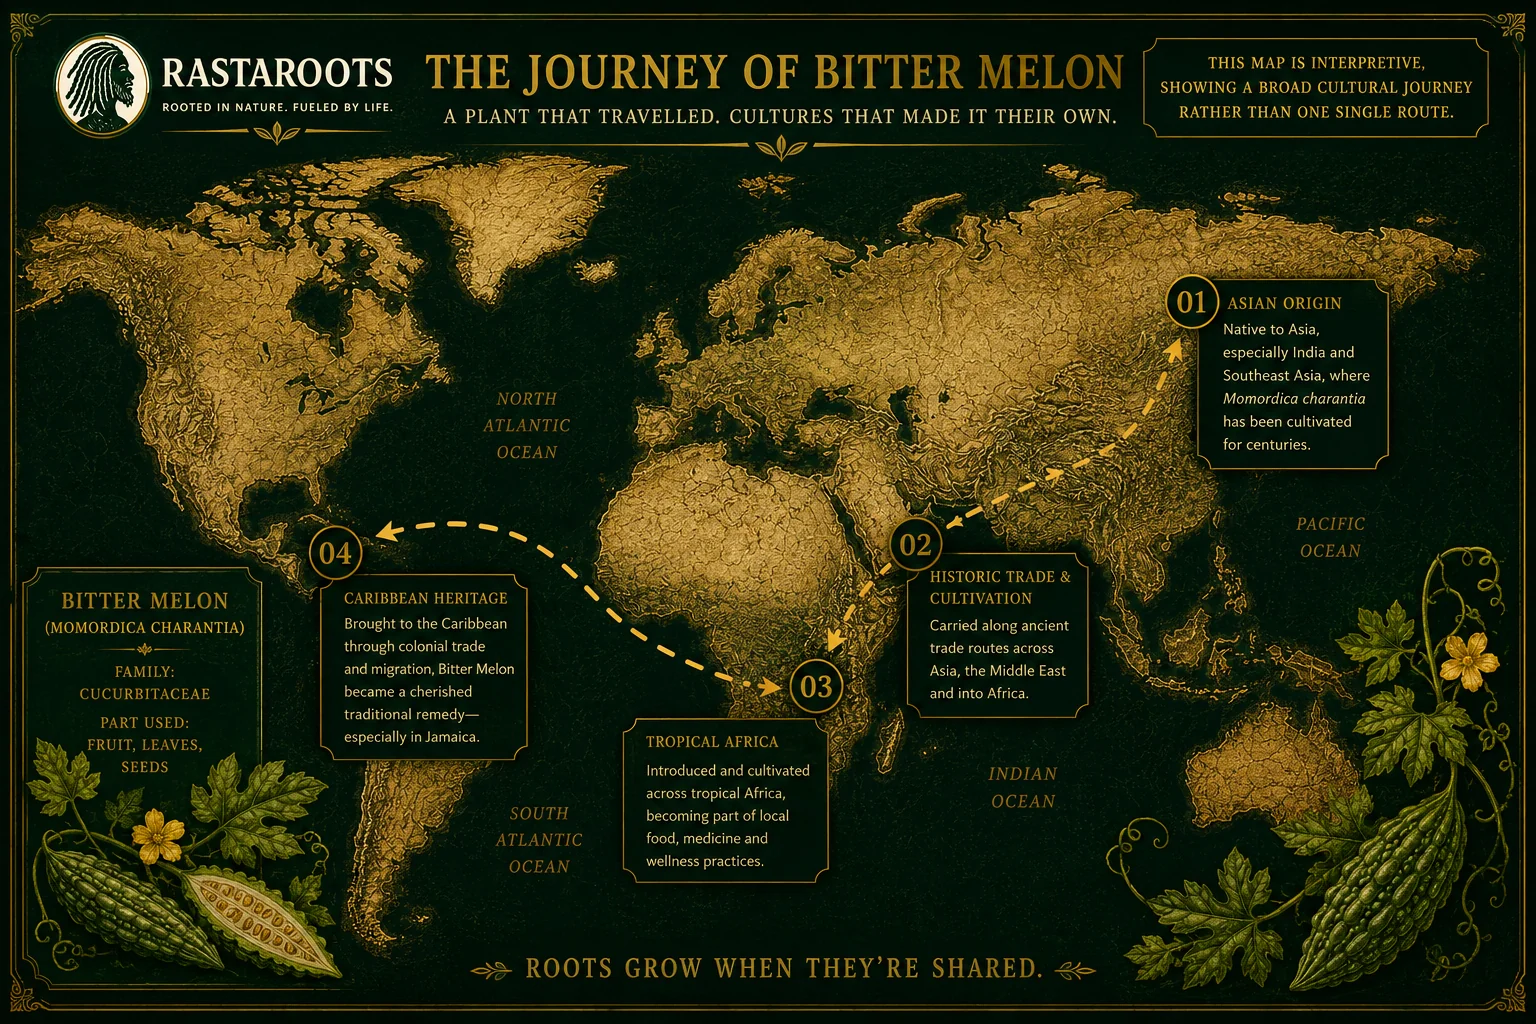 RASTAROOTS
ROOTED IN NATURE. FUELED BY LIFE.
THE JOURNEY OF BITTER MELON
A PLANT THAT TRAVELLED. CULTURES THAT MADE IT THEIR OWN.
THIS MAP IS INTERPRETIVE,
SHOWING A BROAD CULTURAL JOURNEY
RATHER THAN ONE SINGLE ROUTE.
01
ASIAN ORIGIN
Native to Asia,
especially India and
Southeast Asia, where
Momordica charantia
has been cultivated
for centuries.
NORTH
ATLANTIC
OCEAN
PACIFIC
OCEAN
02
HISTORIC TRADE &
CULTIVATION
Carried along ancient
trade routes across
Asia, the Middle East
and into Africa.
03
TROPICAL AFRICA
Introduced and cultivated
across tropical Africa,
becoming part of local
food, medicine and
wellness practices.
04
CARIBBEAN HERITAGE
Brought to the Caribbean
through colonial trade
and migration, Bitter Melon
became a cherished
traditional remedy—
especially in Jamaica.
BITTER MELON
(MOMORDICA CHARANTIA)
FAMILY:
CUCURBITACEAE
PART USED:
FRUIT, LEAVES,
SEEDS
SOUTH
ATLANTIC
OCEAN
INDIAN
OCEAN
ROOTS GROW WHEN THEY'RE SHARED.